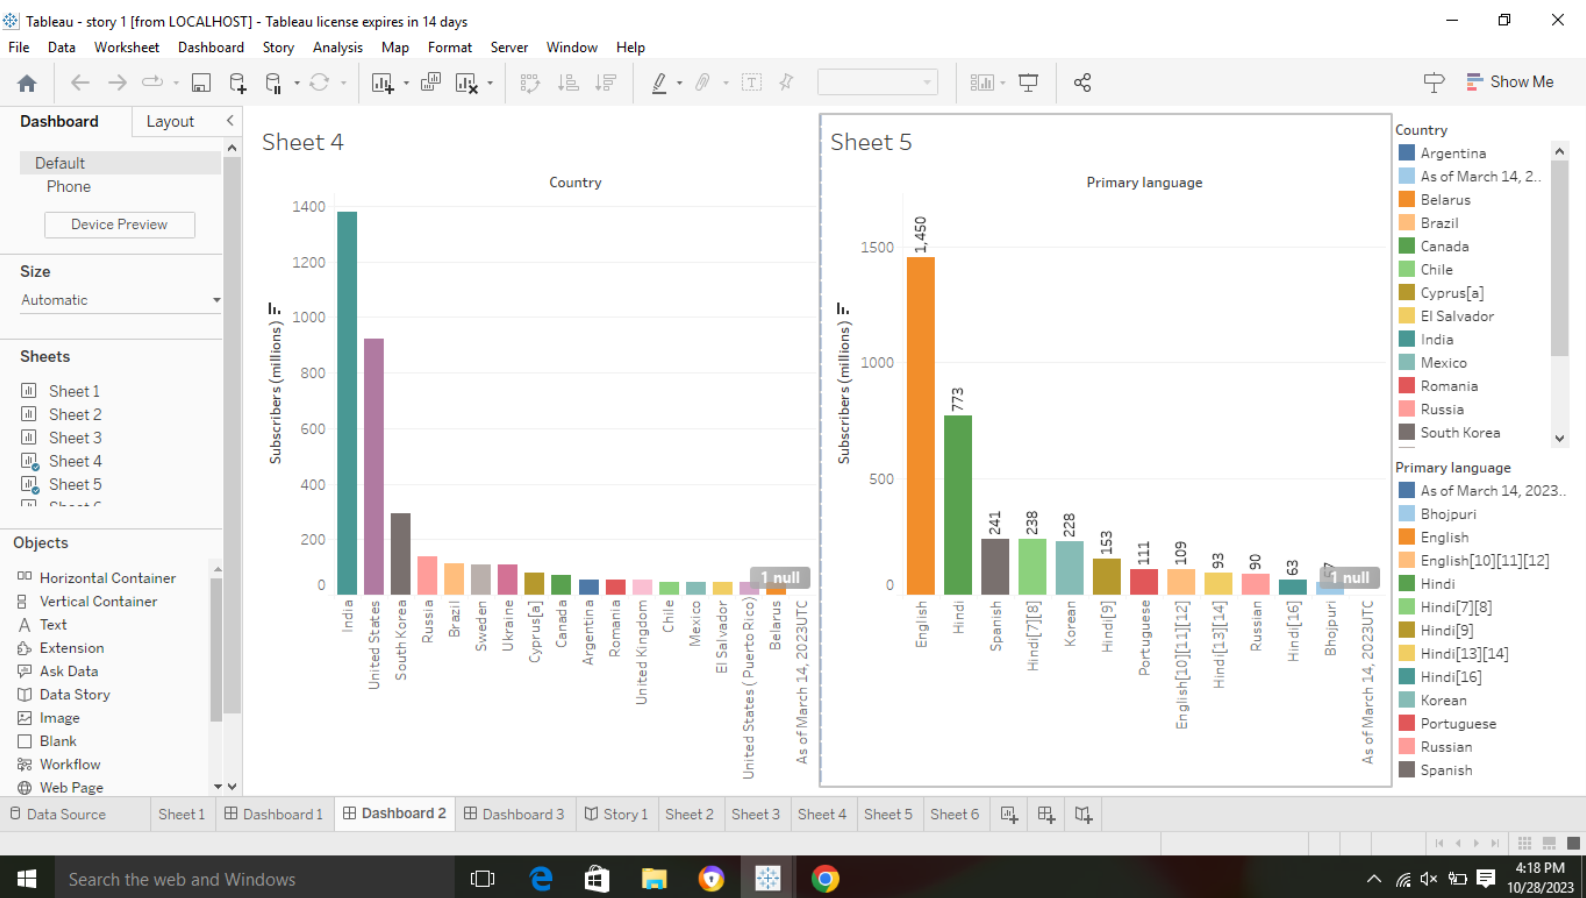 Tableau - story 1 [from LOCALHOST] - Tableau license expires in 14 days
File Data Worksheet Dashboard Story Analysis Map Format Server Window Help
Show Me
Dashboard Layout
Default
Phone
Device Preview
Size
Automatic
Sheets
Sheet 1
Sheet 2
Sheet 3
Sheet 4
Sheet 5
Objects
Horizontal Container
Vertical Container
Text
Extension
Ask Data
Data Story
Image
Blank
Workflow
Web Page
Sheet 4
Country
Subscribers (millions)
1400
1200
1000
800
600
400
200
0
1 null
India
United States
South Korea
Russia
Brazil
Sweden
Ukraine
Cyprus[a]
Canada
Argentina
Romania
United Kingdom
Chile
Mexico
El Salvador
United States ( Puerto Rico)
Belarus
As of March 14, 2023UTC
Sheet 5
Primary language
Subscribers (millions)
1500
1000
500
0
1,450
773
241
238
228
153
111
109
93
90
63
1 null
English
Hindi
Spanish
Hindi[7][8]
Korean
Hindi[9]
Portuguese
English[10][11][12]
Hindi[13][14]
Russian
Hindi[16]
Bhojpuri
As of March 14, 2023UTC
Country
Argentina
As of March 14, 2..
Belarus
Brazil
Canada
Chile
Cyprus[a]
El Salvador
India
Mexico
Romania
Russia
South Korea
Primary language
As of March 14, 2023..
Bhojpuri
English
English[10][11][12]
Hindi
Hindi[7][8]
Hindi[9]
Hindi[13][14]
Hindi[16]
Korean
Portuguese
Russian
Spanish
Data Source Sheet 1 Dashboard 1 Dashboard 2 Dashboard 3 Story 1 Sheet 2 Sheet 3 Sheet 4 Sheet 5 Sheet 6
Search the web and Windows
4:18 PM
10/28/2023